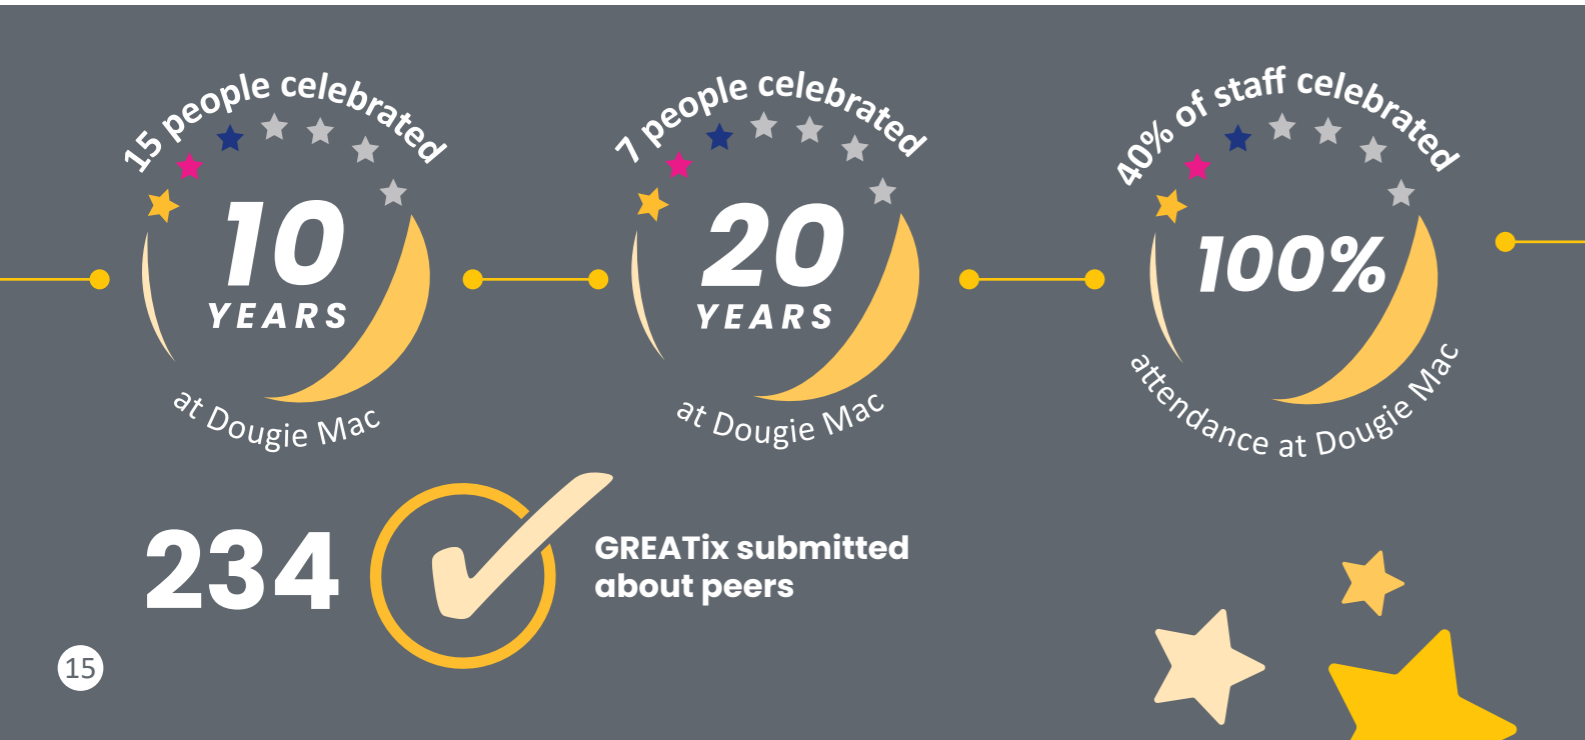 15 people celebrated
10
YEARS
at Dougie Mac
7 people celebrated
20
YEARS
at Dougie Mac
40% of staff celebrated
100%
attendance at Dougie Mac
234
GREATix submitted
about peers
15